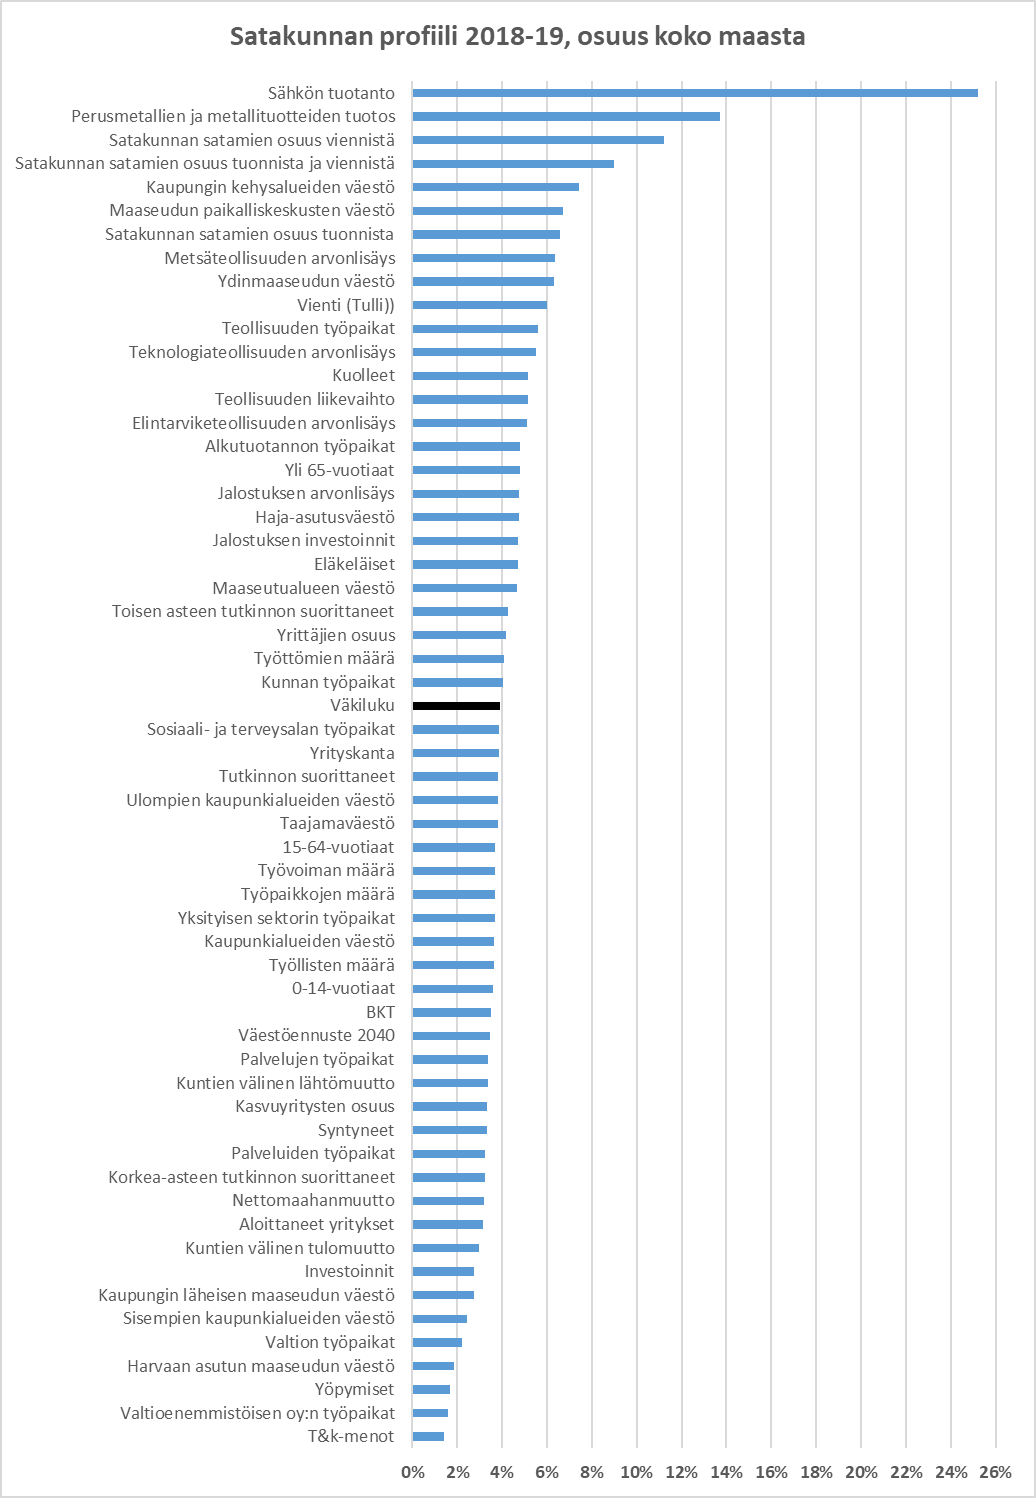 Satakunnan profiili 2018-19, osuus koko maasta
Sähkön tuotanto
Perusmetallien ja metallituotteiden tuotos
Satakunnan satamien osuus viennistä
Satakunnan satamien osuus tuonnista ja viennistä
Kaupungin kehysalueiden väestö
Maaseudun paikalliskeskusten väestö
Satakunnan satamien osuus tuonnista
Metsäteollisuuden arvonlisäys
Ydinmaaseudun väestö
Vienti (Tulli))
Teollisuuden työpaikat
Teknologiateollisuuden arvonlisäys
Kuolleet
Teollisuuden liikevaihto
Elintarviketeollisuuden arvonlisäys
Alkutuotannon työpaikat
Yli 65-vuotiaat
Jalostuksen arvonlisäys
Haja-asutusväestö
Jalostuksen investoinnit
Eläkeläiset
Maaseutualueen väestö
Toisen asteen tutkinnon suorittaneet
Yrittäjien osuus
Työttömien määrä
Kunnan työpaikat
Väkiluku
Sosiaali- ja terveysalan työpaikat
Yrityskanta
Tutkinnon suorittaneet
Ulompien kaupunkialueiden väestö
Taajamaväestö
15-64-vuotiaat
Työvoiman määrä
Työpaikkojen määrä
Yksityisen sektorin työpaikat
Kaupunkialueiden väestö
Työllisten määrä
0-14-vuotiaat
BKT
Väestöennuste 2040
Palvelujen työpaikat
Kuntien välinen lähtömuutto
Kasvuyritysten osuus
Syntyneet
Palveluiden työpaikat
Korkea-asteen tutkinnon suorittaneet
Nettomaahanmuutto
Aloittaneet yritykset
Kuntien välinen tulomuutto
Investoinnit
Kaupungin läheisen maaseudun väestö
Sisempien kaupunkialueiden väestö
Valtion työpaikat
Harvaan asutun maaseudun väestö
Yöpymiset
Valtioenemmistöisen oy:n työpaikat
T&k-menot
0% 2% 4% 6% 8% 10% 12% 14% 16% 18% 20% 22% 24% 26%